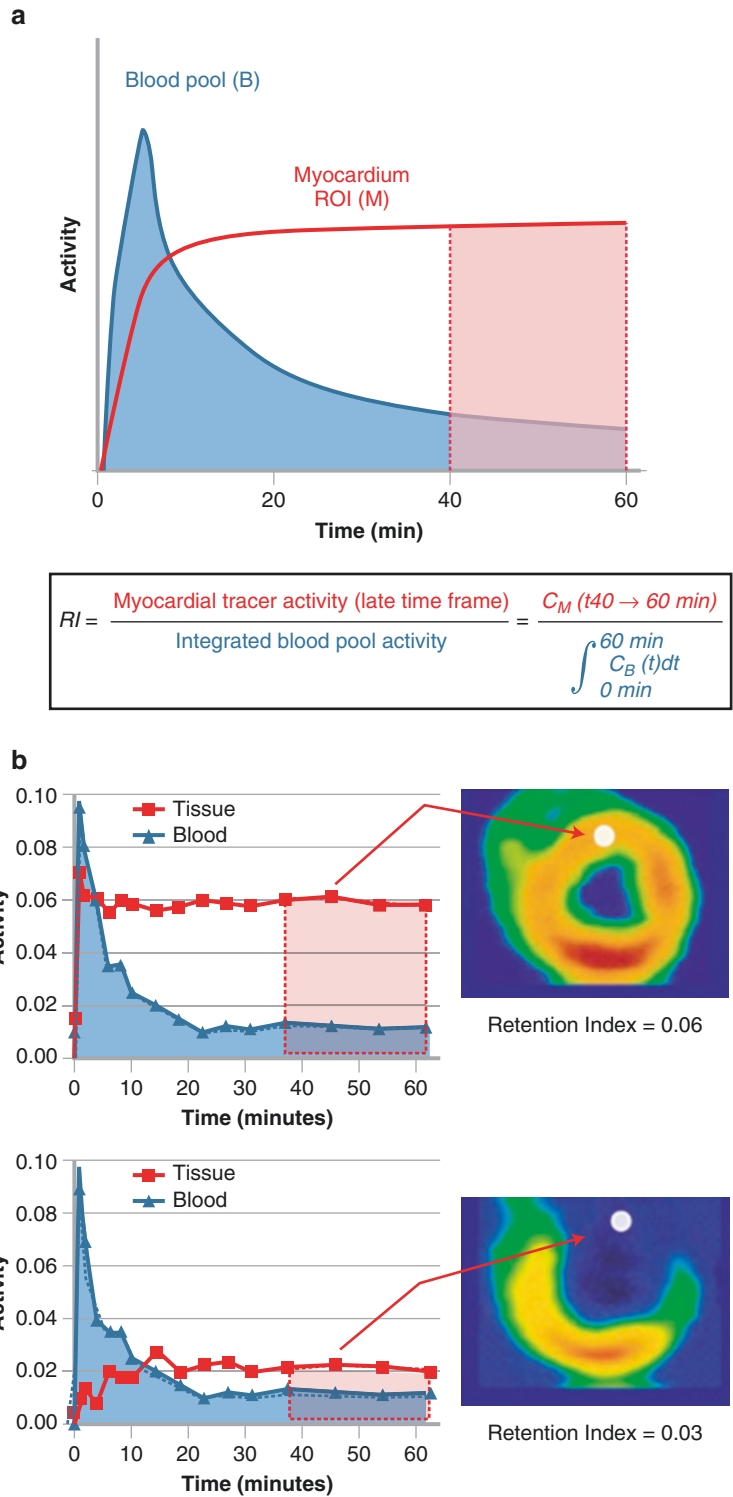 a
Blood pool (B)
Myocardium
ROI (M)
Activity
0
20
40
60
Time (min)
RI = Myocardial tracer activity (late time frame) / Integrated blood pool activity = C_M (t40 → 60 min) / ∫ 60 min C_B (t)dt 0 min
b
0.10
0.08
0.06
0.04
0.02
0.00
Activity
Tissue
Blood
0 10 20 30 40 50 60
Time (minutes)
Retention Index = 0.06
0.10
0.08
0.06
0.04
0.02
0.00
Activity
Tissue
Blood
0 10 20 30 40 50 60
Time (minutes)
Retention Index = 0.03